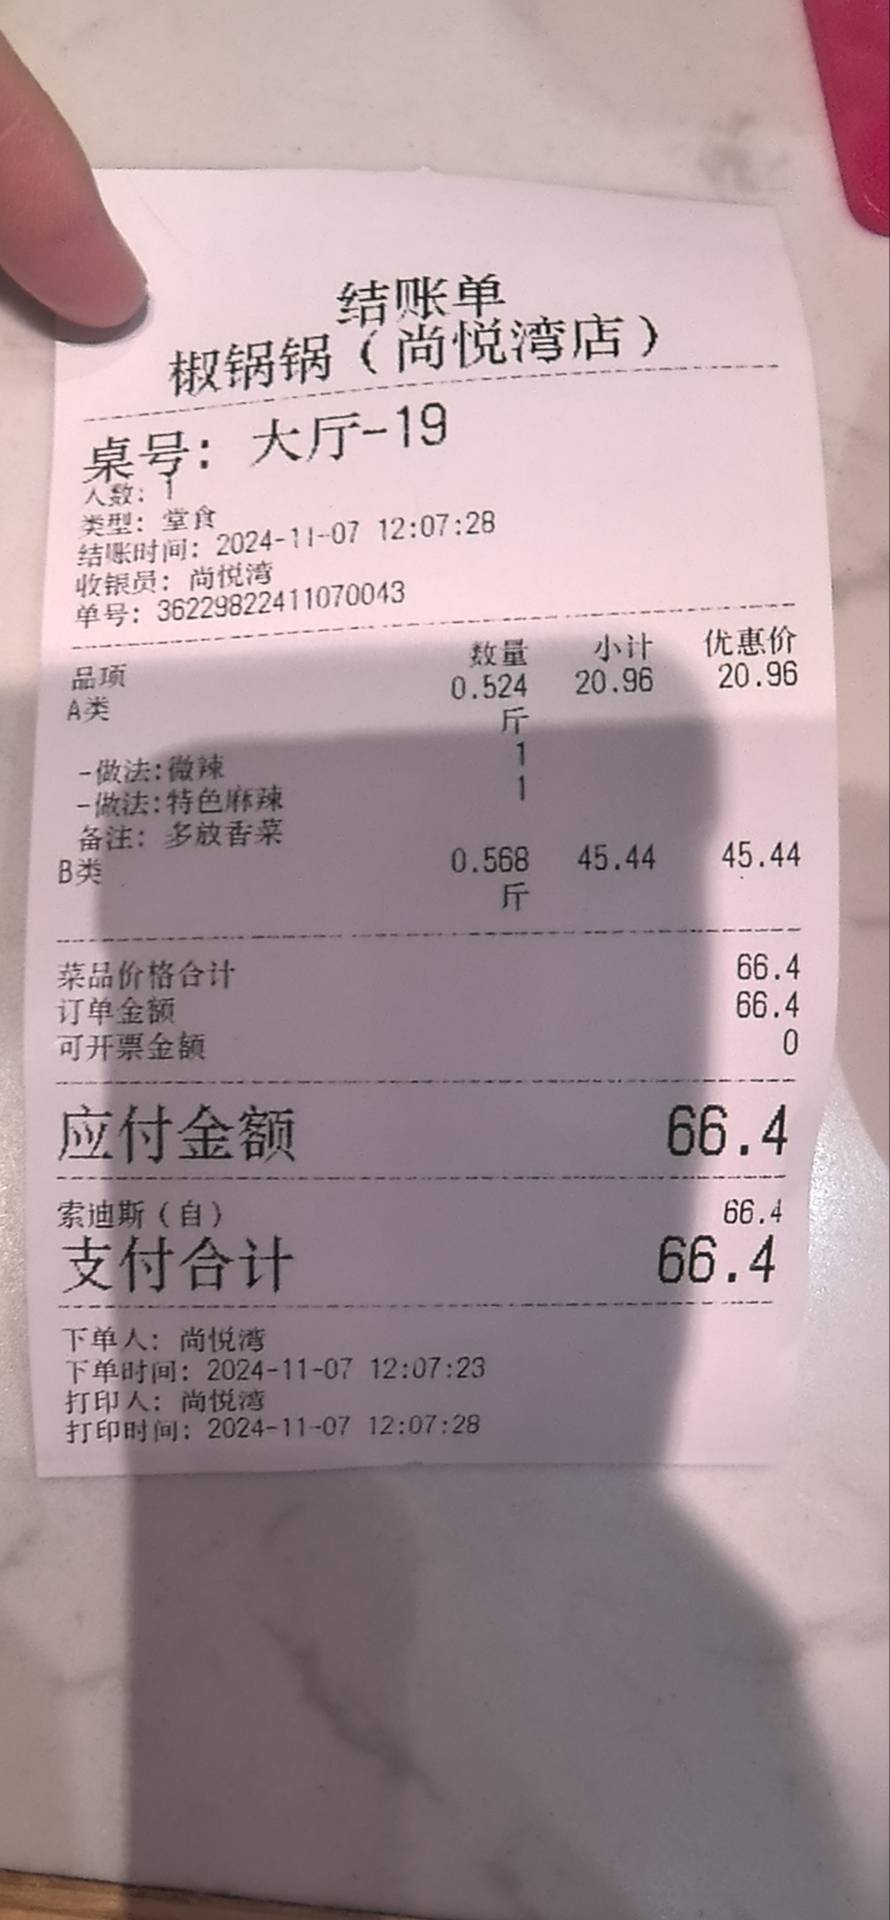 结账单
椒锅锅（尚悦湾店）
桌号：大厅-19
人数：1
类型：堂食
结账时间：2024-11-07 12:07:28
收银员：尚悦湾
单号：36229822411070043
品项 数量 小计 优惠价
A类 0.524 20.96 20.96
斤
-做法:微辣 1
-做法:特色麻辣 1
备注：多放香菜
B类 0.568 45.44 45.44
斤
菜品价格合计 66.4
订单金额 66.4
可开票金额 0
应付金额 66.4
索迪斯（自） 66.4
支付合计 66.4
下单人：尚悦湾
下单时间：2024-11-07 12:07:23
打印人：尚悦湾
打印时间：2024-11-07 12:07:28